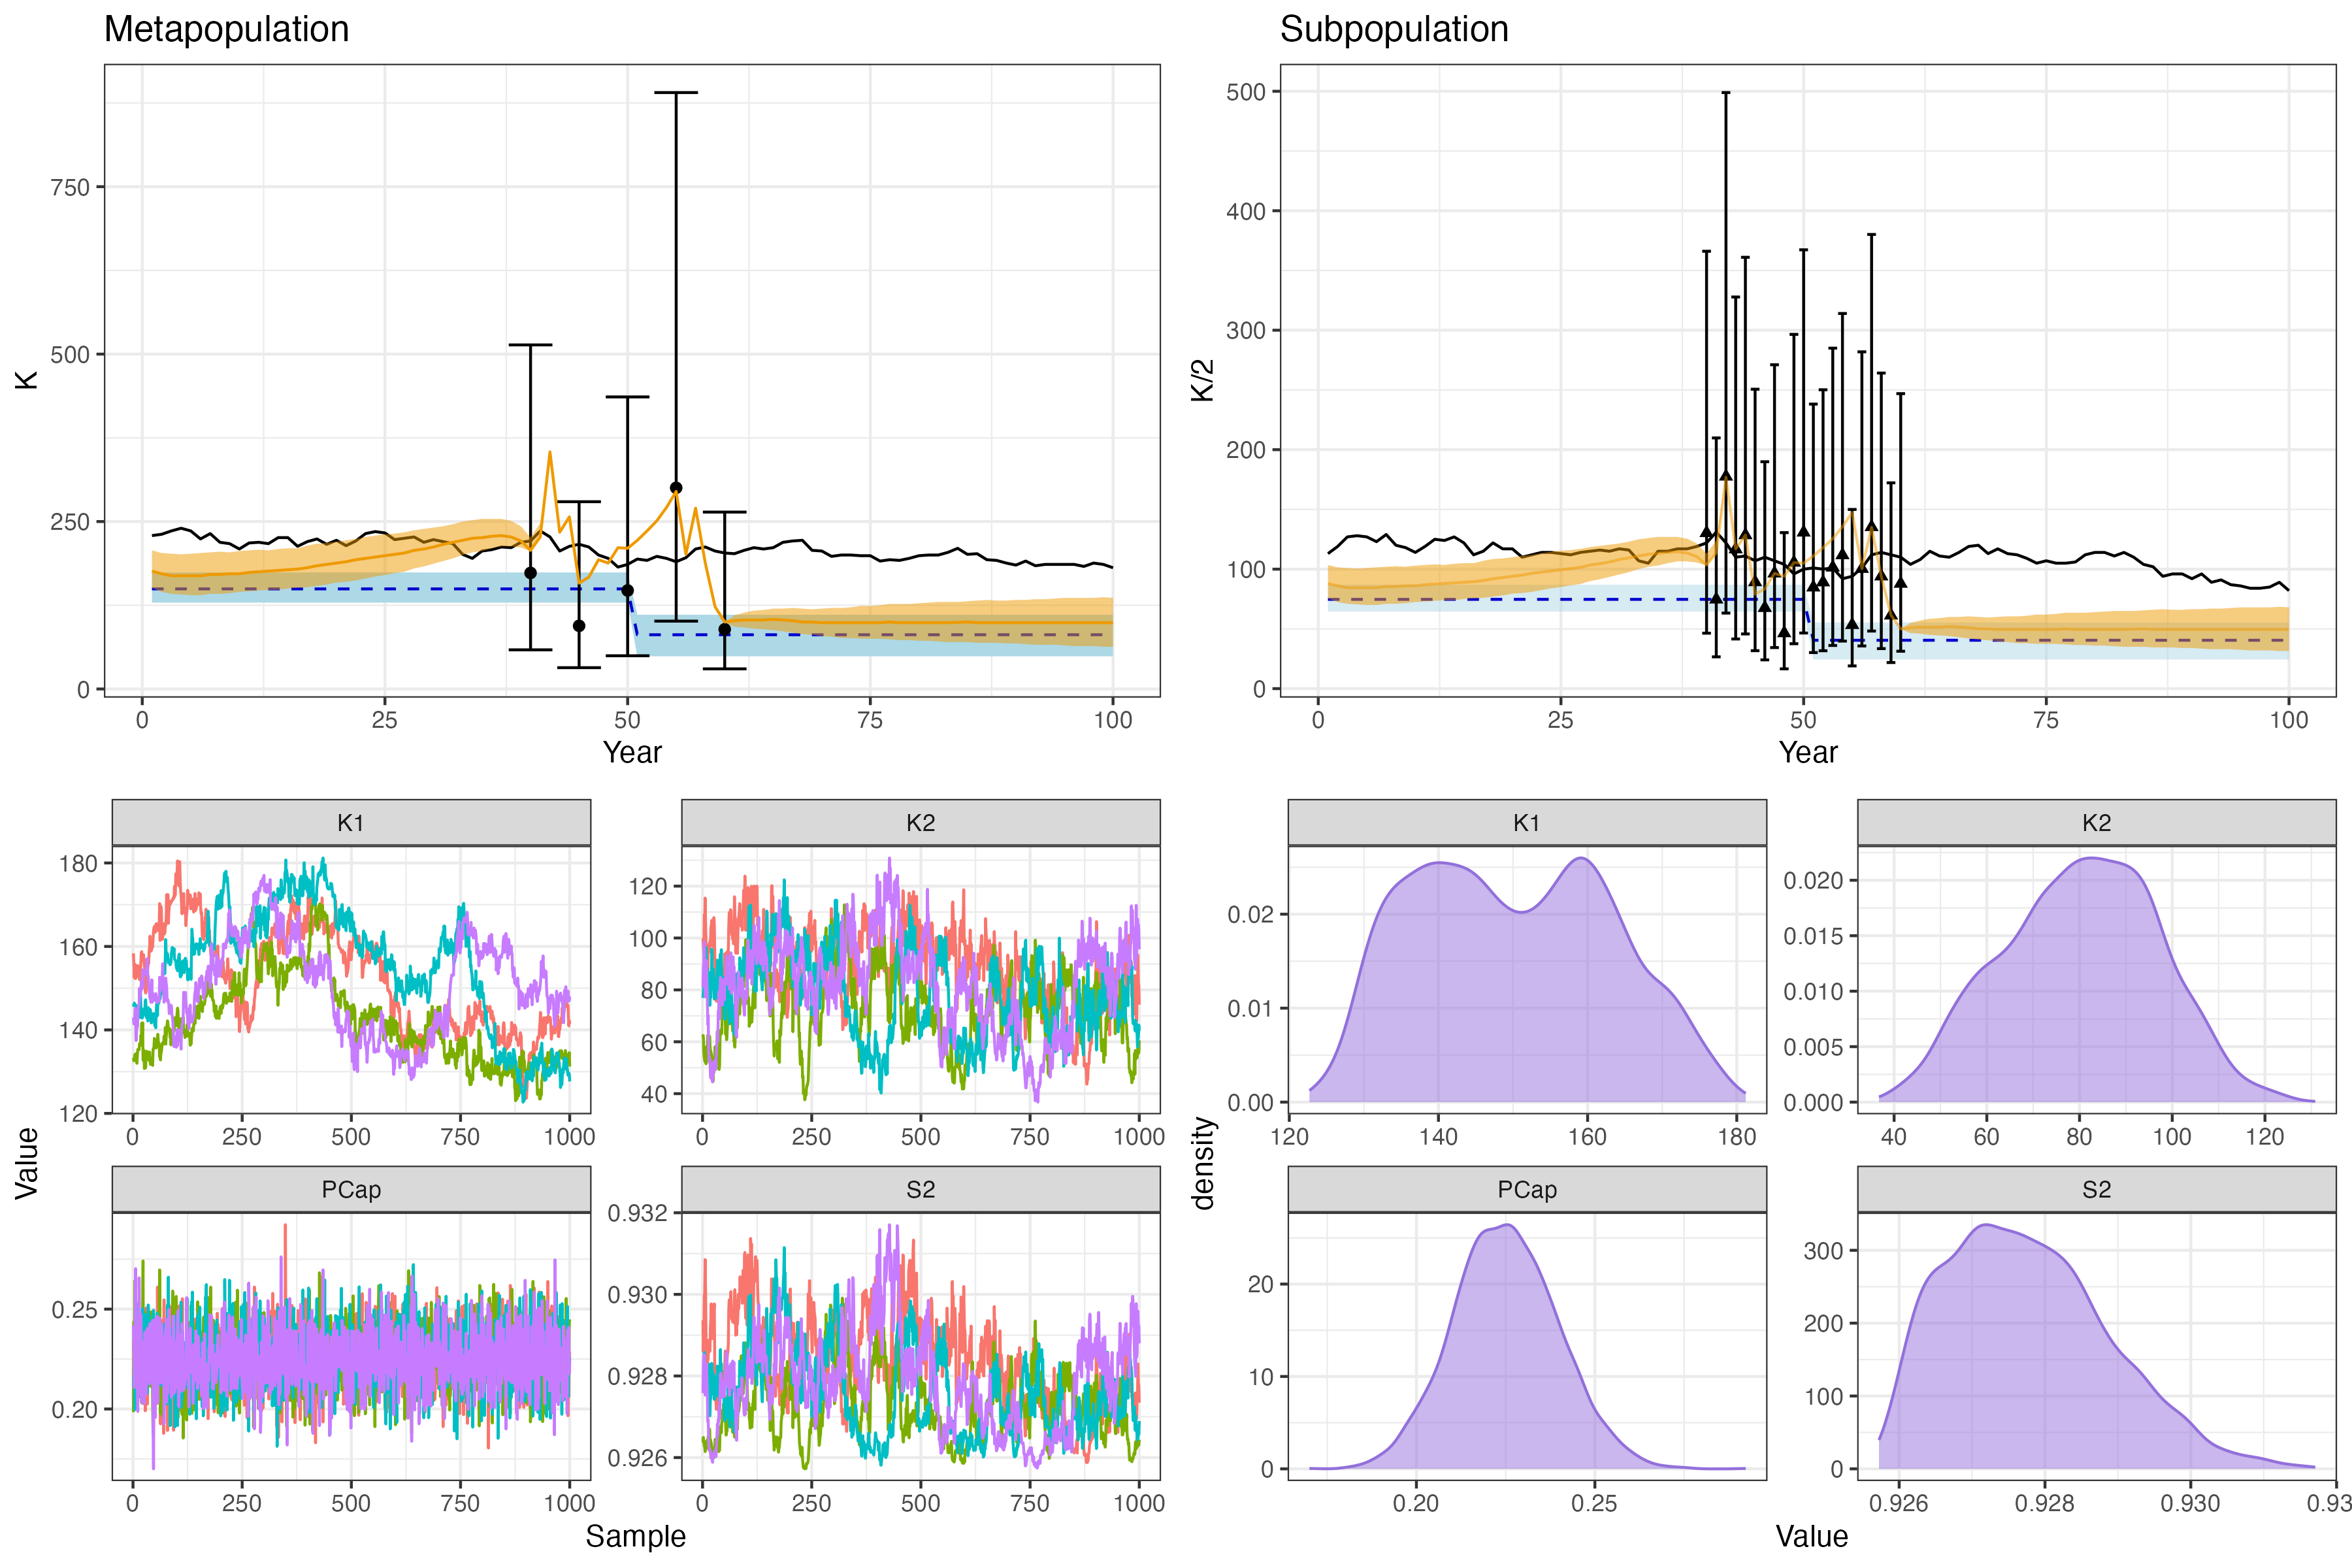 Metapopulation
Subpopulation
K
750
500
250
0
0 25 50 75 100
Year
K/2
500
400
300
200
100
0
0 25 50 75 100
Year
Value
K1
180
160
140
120
0 250 500 750 1000
K2
120
100
80
60
40
0 250 500 750 1000
PCap
0.25
0.20
0 250 500 750 1000
S2
0.932
0.930
0.928
0.926
0 250 500 750 1000
Sample
density
K1
0.02
0.01
0.00
120 140 160 180
K2
0.020
0.015
0.010
0.005
0.000
40 60 80 100 120
PCap
20
10
0
0.20 0.25
S2
300
200
100
0
0.926 0.928 0.930 0.93
Value